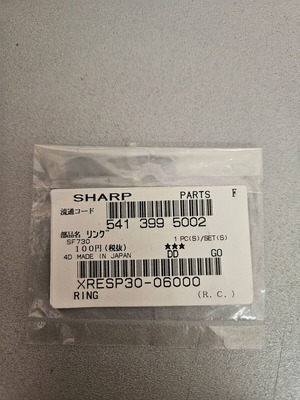 SHARP PARTS F
流通コード
541 399 5002
部品名 リング 1 PC(S)/SET(S)
SF730
100円(税抜) ★★★
4D MADE IN JAPAN DD GO
XRESP30-06000
RING (R.C.)